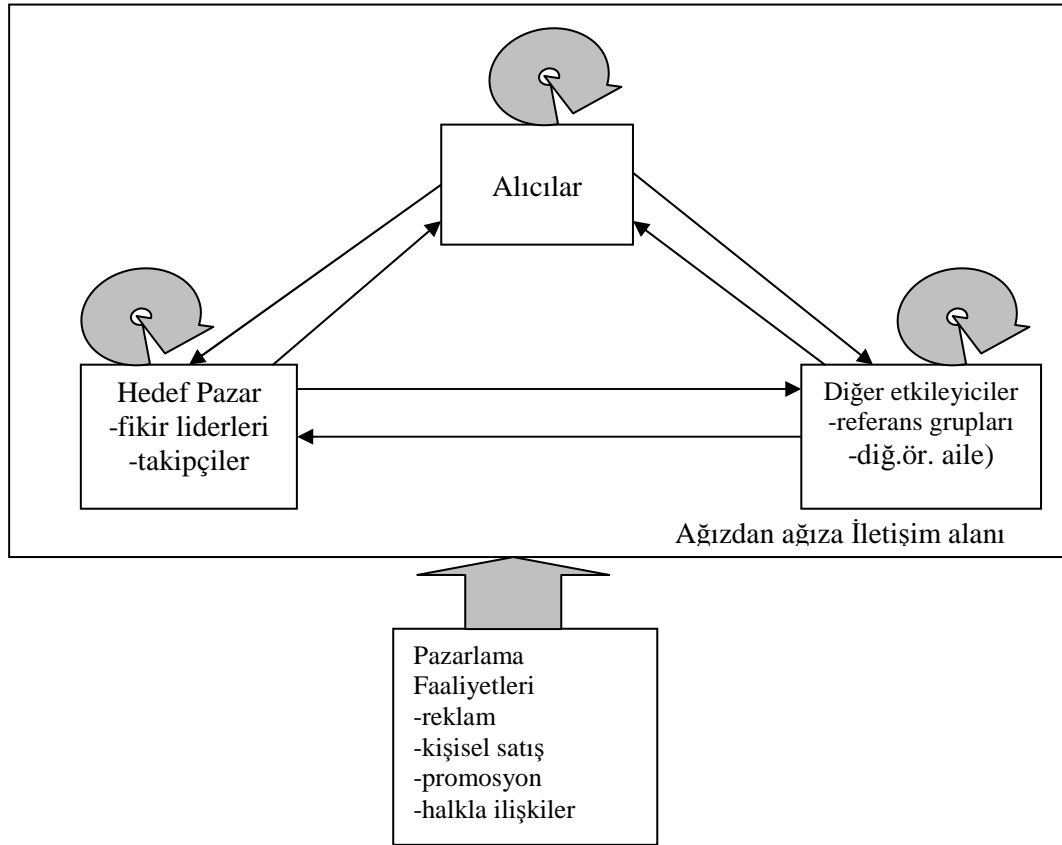 Alıcılar
Hedef Pazar
-fikir liderleri
-takipçiler
Diğer etkileyiciler
-referans grupları
-diğ.ör. aile)
Ağızdan ağıza İletişim alanı
Pazarlama
Faaliyetleri
-reklam
-kişisel satış
-promosyon
-halkla ilişkiler